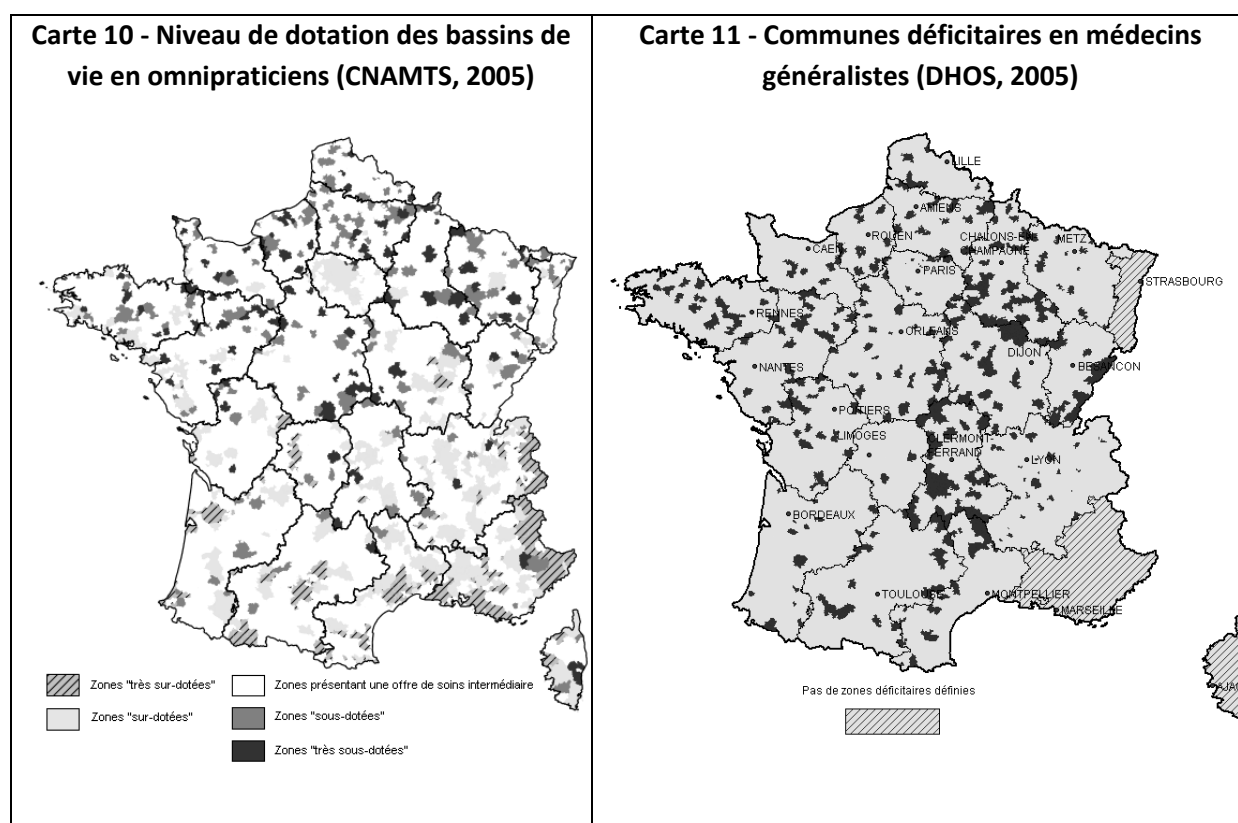 Carte 10 - Niveau de dotation des bassins de
vie en omnipraticiens (CNAMTS, 2005)
Zones "très sur-dotées"
Zones présentant une offre de soins intermédiaire
Zones "sur-dotées"
Zones "sous-dotées"
Zones "très sous-dotées"
Carte 11 - Communes déficitaires en médecins
généralistes (DHOS, 2005)
LILLE
AMIENS
ROUEN
CHALONS-EN
CHAMPAGNE
METZ
CAEN
PARIS
STRASBOURG
RENNES
ORLEANS
DIJON
NANTES
BESANCON
POITIERS
LIMOGES
CLERMONT-
FERRAND
LYON
BORDEAUX
TOULOUSE
MONTPELLIER
MARSEILLE
AJAC
Pas de zones déficitaires définies